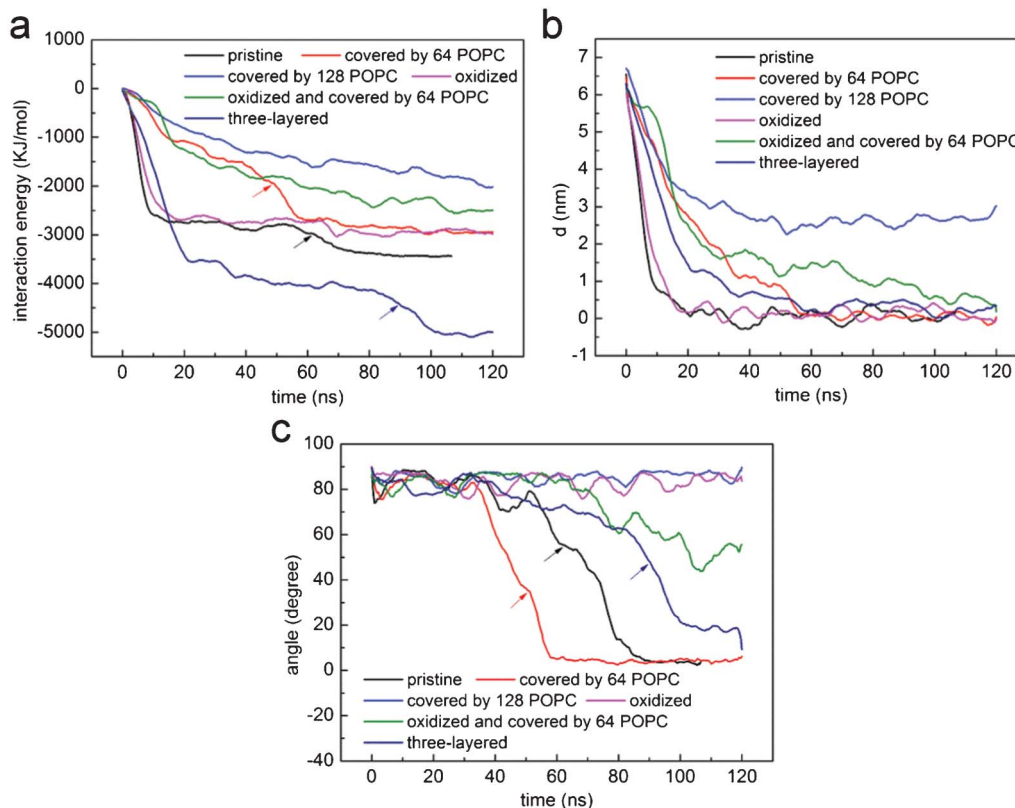 a
1000
0
-1000
-2000
-3000
-4000
-5000
interaction energy (KJ/mol)
pristine covered by 64 POPC
covered by 128 POPC oxidized
oxidized and covered by 64 POPC
three-layered
0 20 40 60 80 100 120
time (ns)
b
7
6
5
4
3
2
1
0
-1
d (nm)
pristine
covered by 64 POPC
covered by 128 POPC
oxidized
oxidized and covered by 64 POPC
three-layered
0 20 40 60 80 100 120
time (ns)
c
100
80
60
40
20
0
-20
-40
angle (degree)
pristine covered by 64 POPC
covered by 128 POPC oxidized
oxidized and covered by 64 POPC
three-layered
0 20 40 60 80 100 120
time (ns)